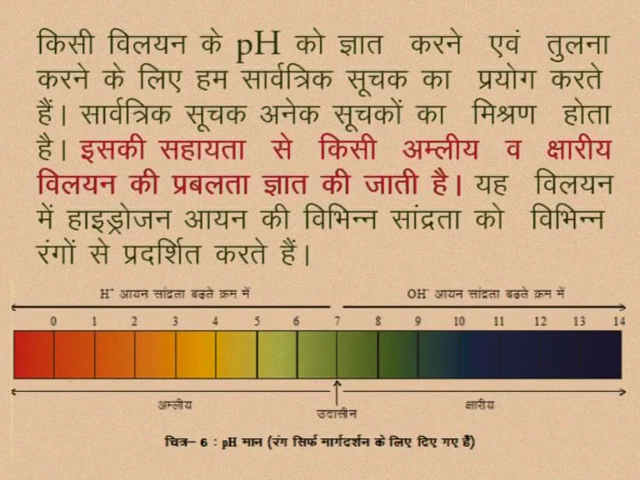 किसी विलयन के pH को ज्ञात करने एवं तुलना
करने के लिए हम सार्वत्रिक सूचक का प्रयोग करते
हैं। सार्वत्रिक सूचक अनेक सूचकों का मिश्रण होता
है। इसकी सहायता से किसी अम्लीय व क्षारीय
विलयन की प्रबलता ज्ञात की जाती है। यह विलयन
में हाइड्रोजन आयन की विभिन्न सांद्रता को विभिन्न
रंगों से प्रदर्शित करते हैं।
H⁺ आयन सांद्रता बढ़ते क्रम में OH⁻ आयन सांद्रता बढ़ते क्रम में
0 1 2 3 4 5 6 7 8 9 10 11 12 13 14
अम्लीय उदासीन क्षारीय
चित्र– 6 : pH मान (रंग सिर्फ मार्गदर्शन के लिए दिए गए हैं)